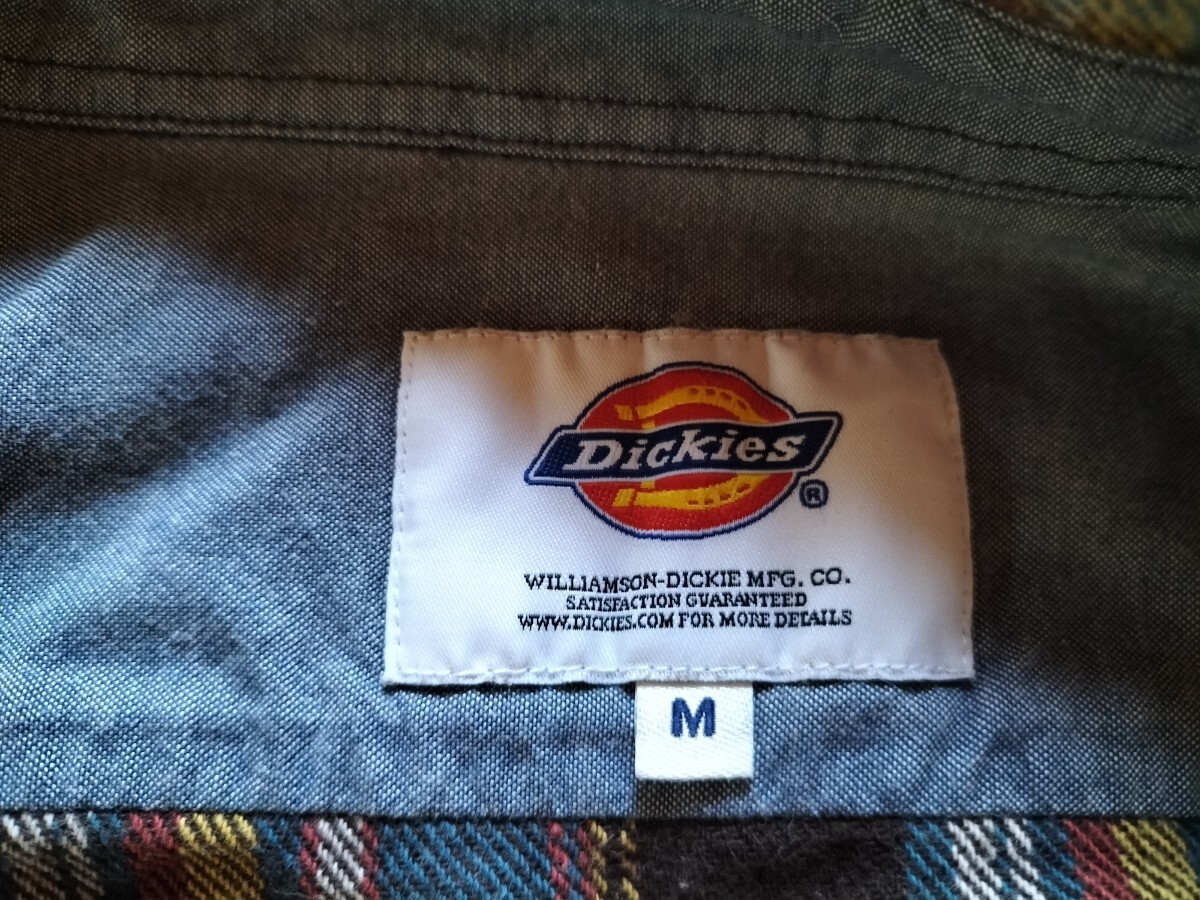 Dickies
®
WILLIAMSON-DICKIE MFG. CO.
SATISFACTION GUARANTEED
WWW.DICKIES.COM FOR MORE DETAILS
M